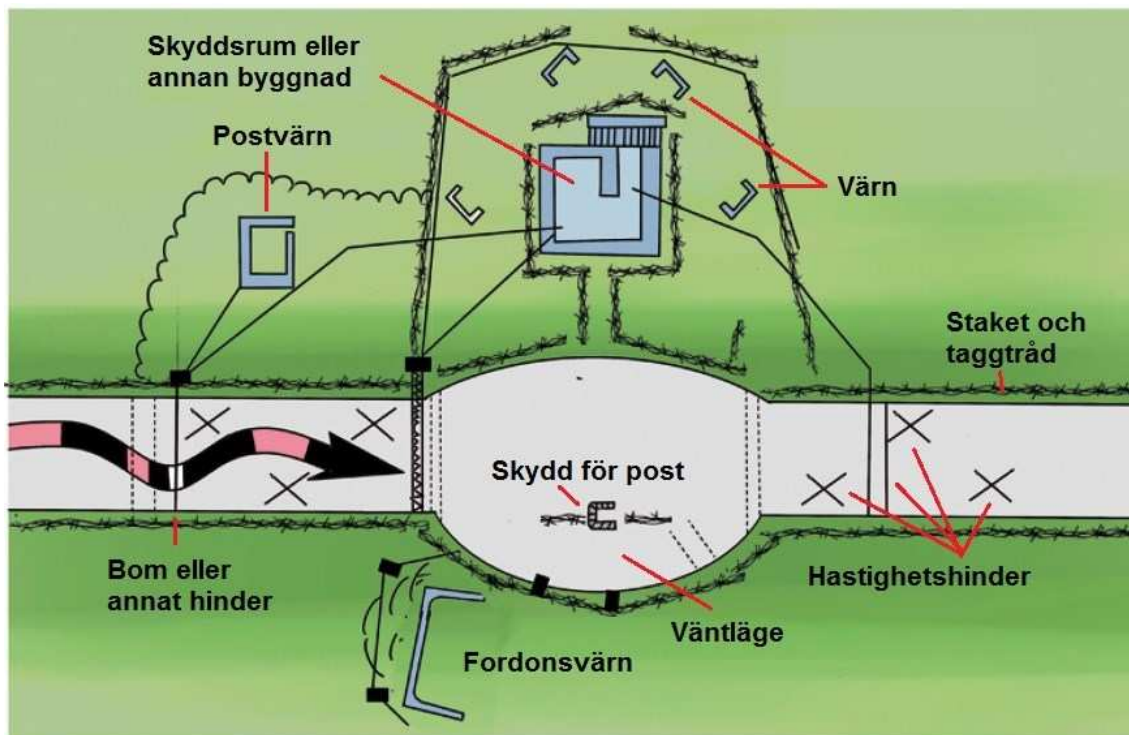 Skyddsrum eller
annan byggnad
Postvärn
Värn
Staket och
taggtråd
Skydd för post
Bom eller
annat hinder
Hastighetshinder
Väntläge
Fordonsvärn